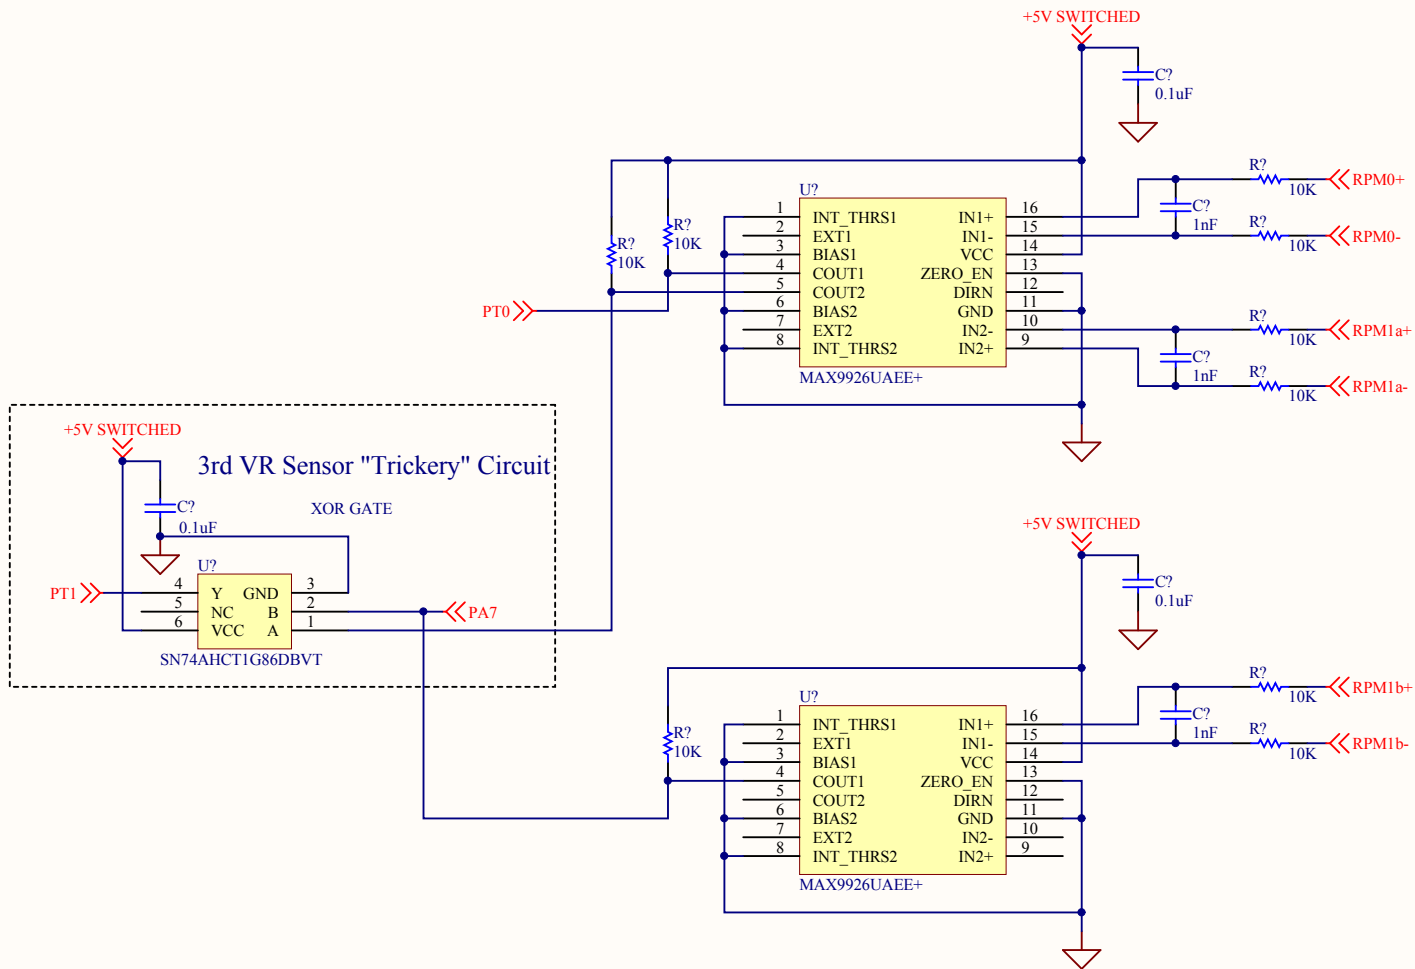 +5V SWITCHED
C?
0.1uF
R?
10K
RPM0+
C?
1nF
R?
10K
RPM0-
R?
10K
R?
10K
U?
1 INT_THRS1 IN1+ 16
2 EXT1 IN1- 15
3 BIAS1 VCC 14
4 COUT1 ZERO_EN 13
5 COUT2 DIRN 12
6 BIAS2 GND 11
7 EXT2 IN2- 10
8 INT_THRS2 IN2+ 9
MAX9926UAEE+
PT0
R?
10K
RPM1a+
C?
1nF
R?
10K
RPM1a-
+5V SWITCHED
3rd VR Sensor "Trickery" Circuit
C?
0.1uF
XOR GATE
U?
PT1
4 Y GND 3
5 NC B 2
6 VCC A 1
SN74AHCT1G86DBVT
PA7
+5V SWITCHED
C?
0.1uF
R?
10K
RPM1b+
C?
1nF
R?
10K
RPM1b-
R?
10K
U?
1 INT_THRS1 IN1+ 16
2 EXT1 IN1- 15
3 BIAS1 VCC 14
4 COUT1 ZERO_EN 13
5 COUT2 DIRN 12
6 BIAS2 GND 11
7 EXT2 IN2- 10
8 INT_THRS2 IN2+ 9
MAX9926UAEE+